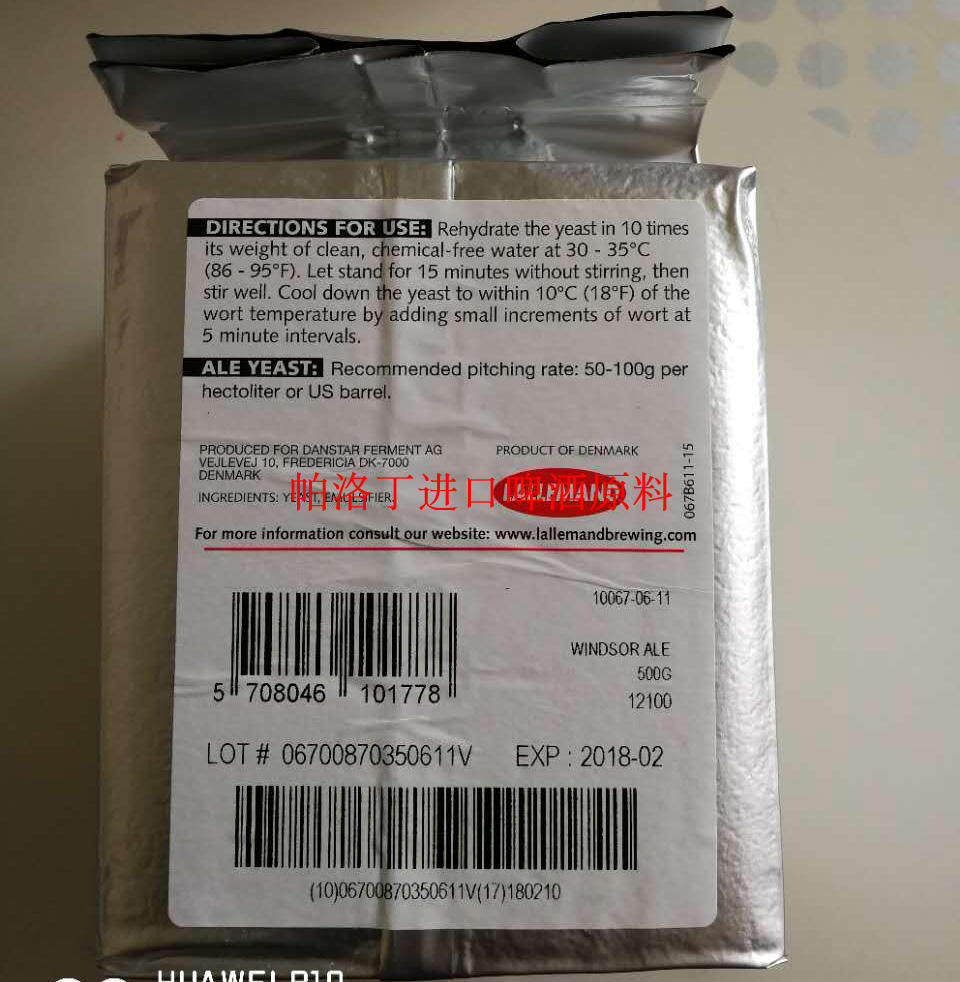 DIRECTIONS FOR USE: Rehydrate the yeast in 10 times
its weight of clean, chemical-free water at 30 - 35°C
(86 - 95°F). Let stand for 15 minutes without stirring, then
stir well. Cool down the yeast to within 10°C (18°F) of the
wort temperature by adding small increments of wort at
5 minute intervals.
ALE YEAST: Recommended pitching rate: 50-100g per
hectoliter or US barrel.
PRODUCED FOR DANSTAR FERMENT AG
VEJLEVEJ 10, FREDERICIA DK-7000
DENMARK
INGREDIENTS: YEAST, EMULSIFIER.
PRODUCT OF DENMARK
LALLEMAND
067B611-15
帕洛丁进口啤酒原料
For more information consult our website: www.lallemandbrewing.com
10067-06-11
WINDSOR ALE
500G
12100
5 708046 101778
LOT # 06700870350611V EXP : 2018-02
(10)06700870350611V(17)180210
HUAWEI P10